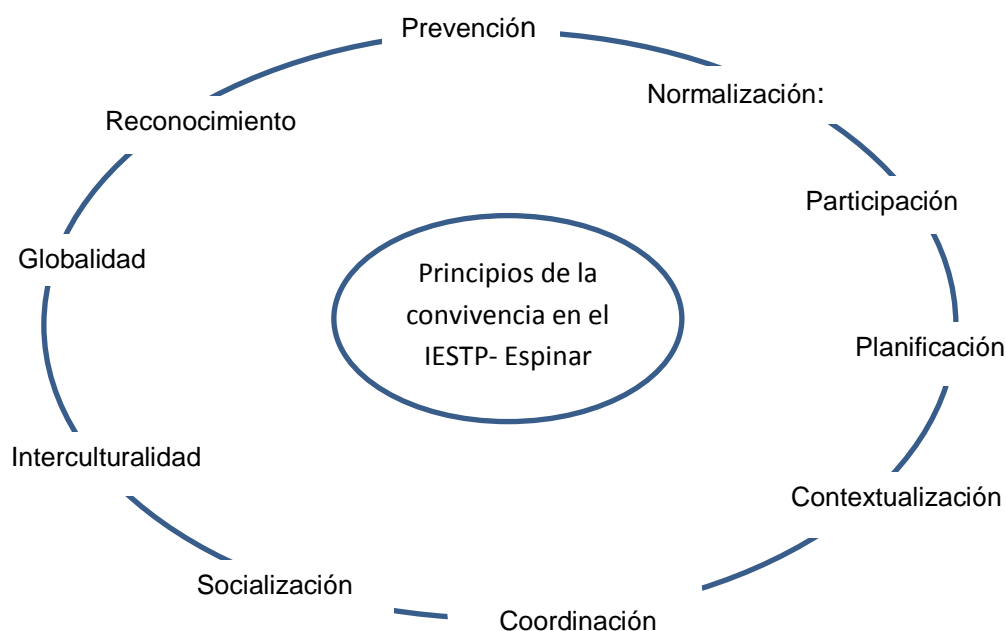 Prevención
Normalización:
Reconocimiento
Participación
Globalidad
Principios de la
convivencia en el
IESTP- Espinar
Planificación
Interculturalidad
Contextualización
Socialización
Coordinación